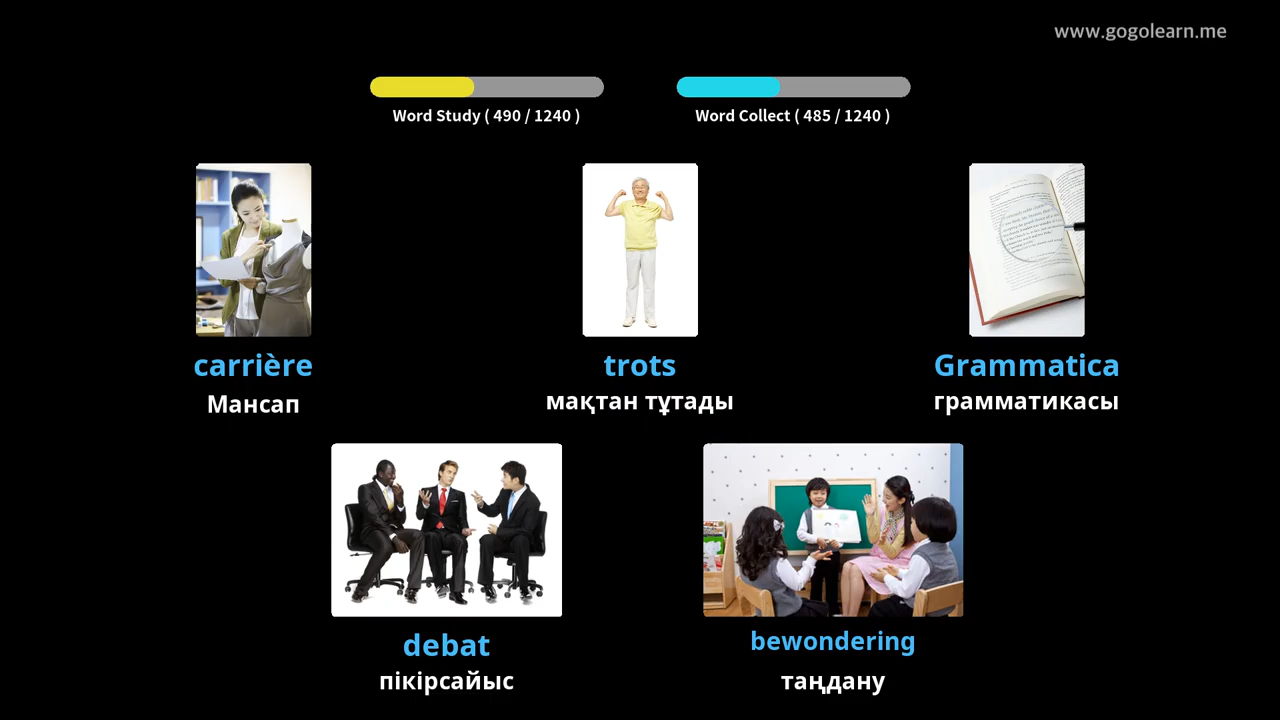 www.gogolearn.me
Word Study ( 490 / 1240 )
Word Collect ( 485 / 1240 )
carrière
trots
Grammatica
Мансап
мақтан тұтады
грамматикасы
debat
bewondering
пікірсайыс
таңдану